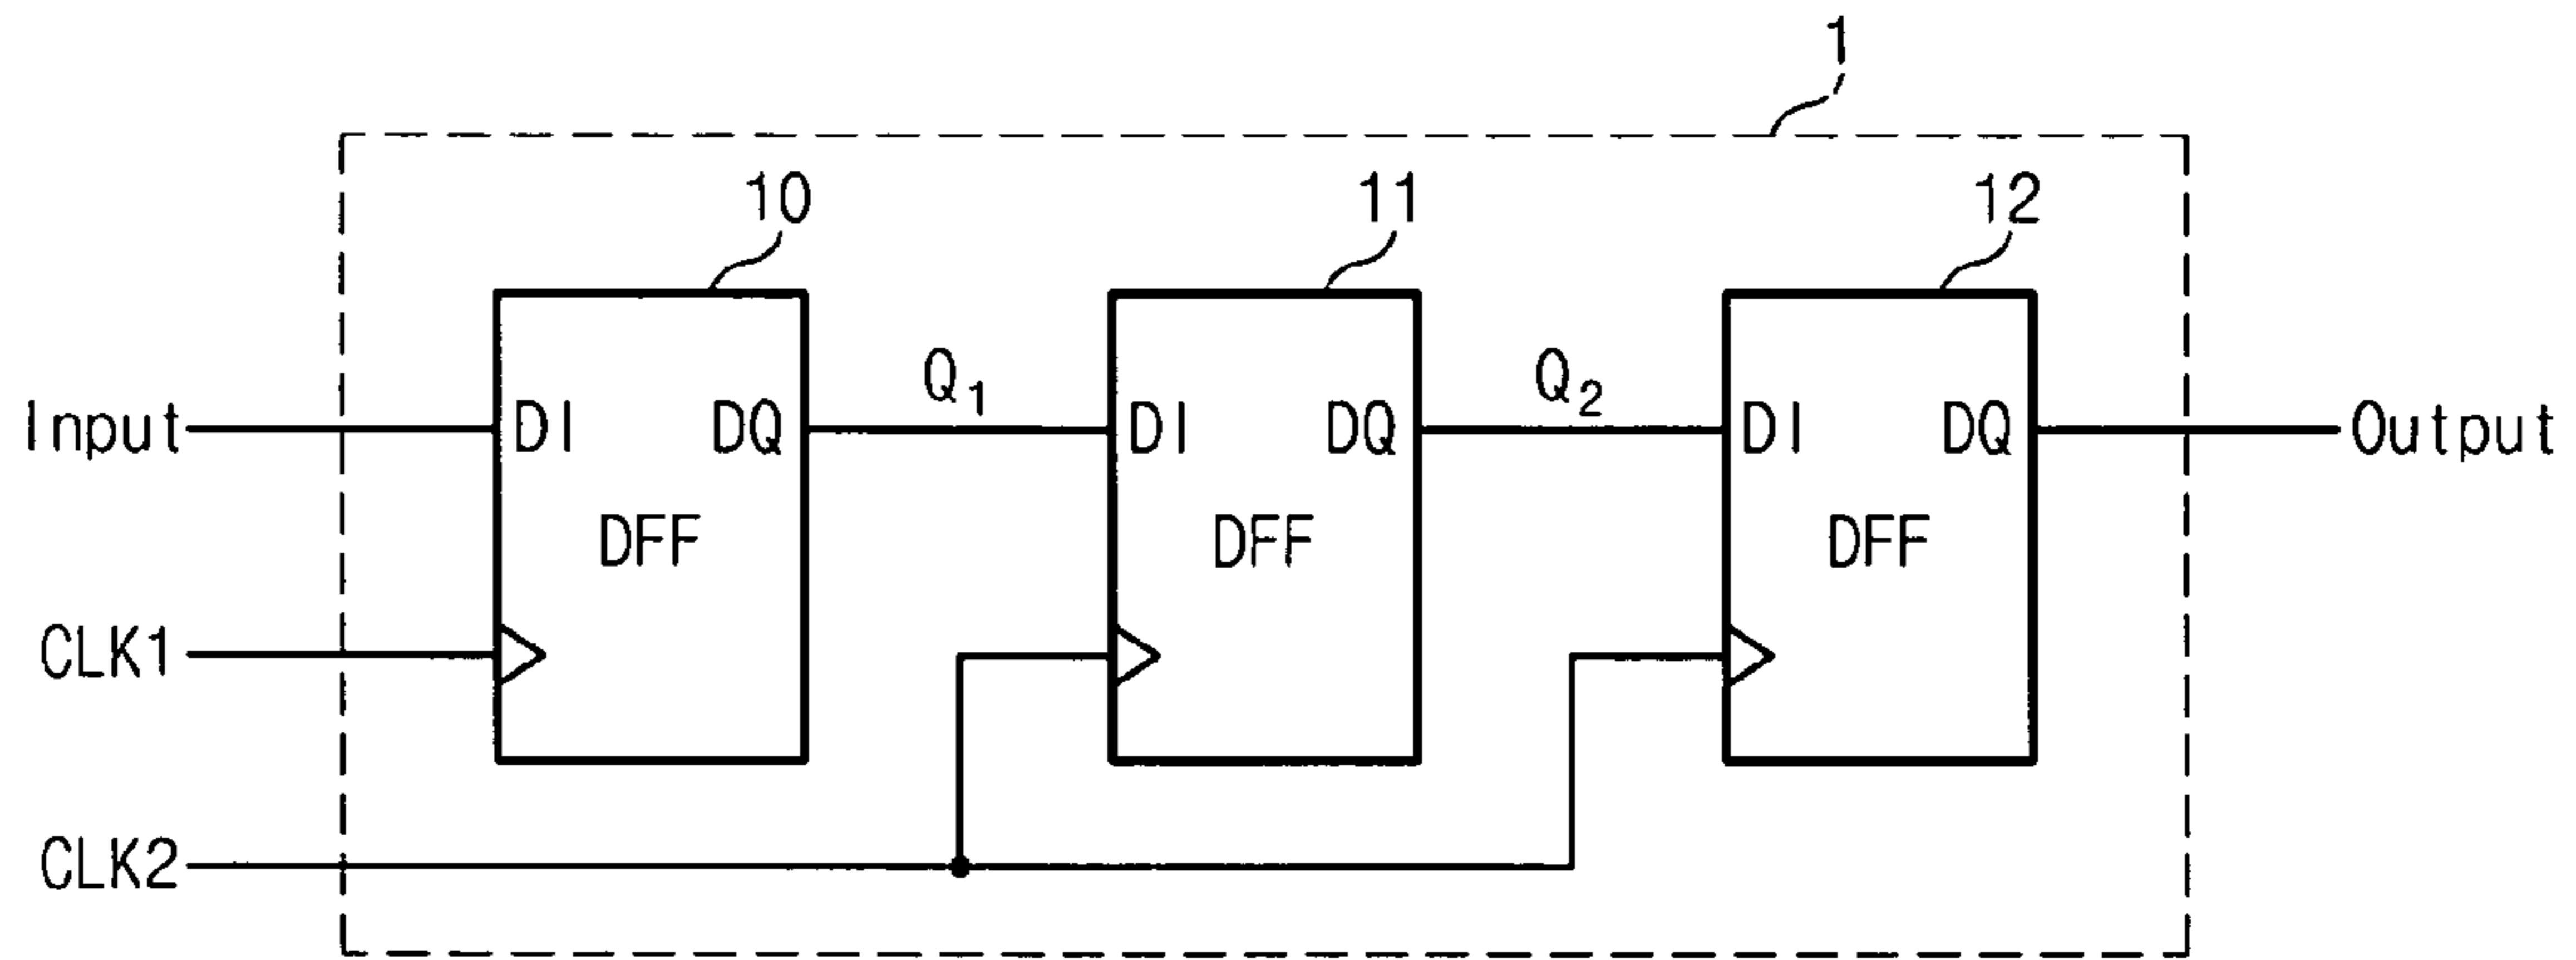 1
10
11
12
Q1
Q2
Input
DI
DQ
DI
DQ
DI
DQ
Output
DFF
DFF
DFF
CLK1
CLK2